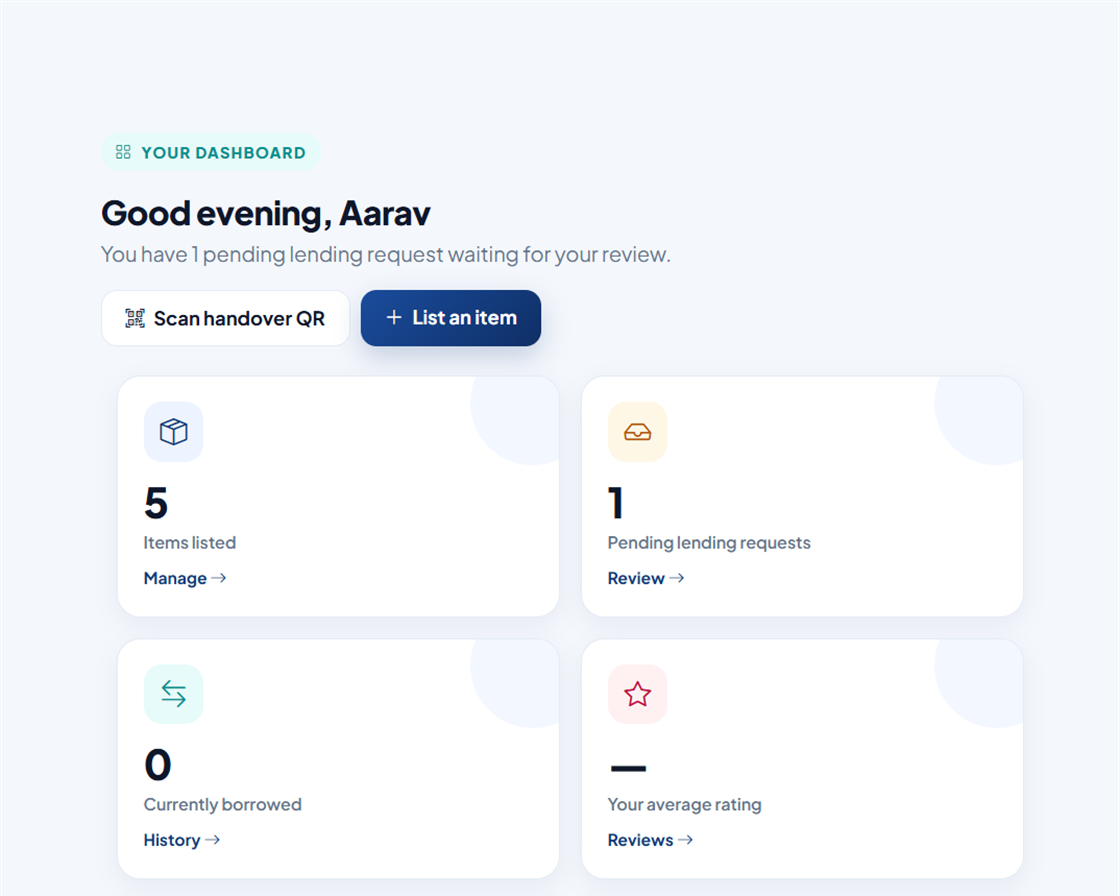 YOUR DASHBOARD
Good evening, Aarav
You have 1 pending lending request waiting for your review.
Scan handover QR
+ List an item
5
Items listed
Manage →
1
Pending lending requests
Review →
0
Currently borrowed
History →
—
Your average rating
Reviews →